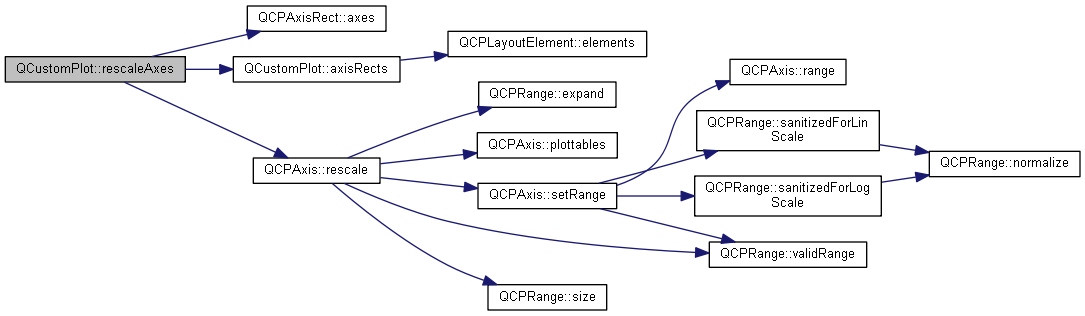 QCPAxisRect::axes
QCPLayoutElement::elements
QCustomPlot::rescaleAxes
QCustomPlot::axisRects
QCPAxis::range
QCPRange::expand
QCPRange::sanitizedForLin
Scale
QCPAxis::plottables
QCPRange::normalize
QCPAxis::rescale
QCPAxis::setRange
QCPRange::sanitizedForLog
Scale
QCPRange::validRange
QCPRange::size